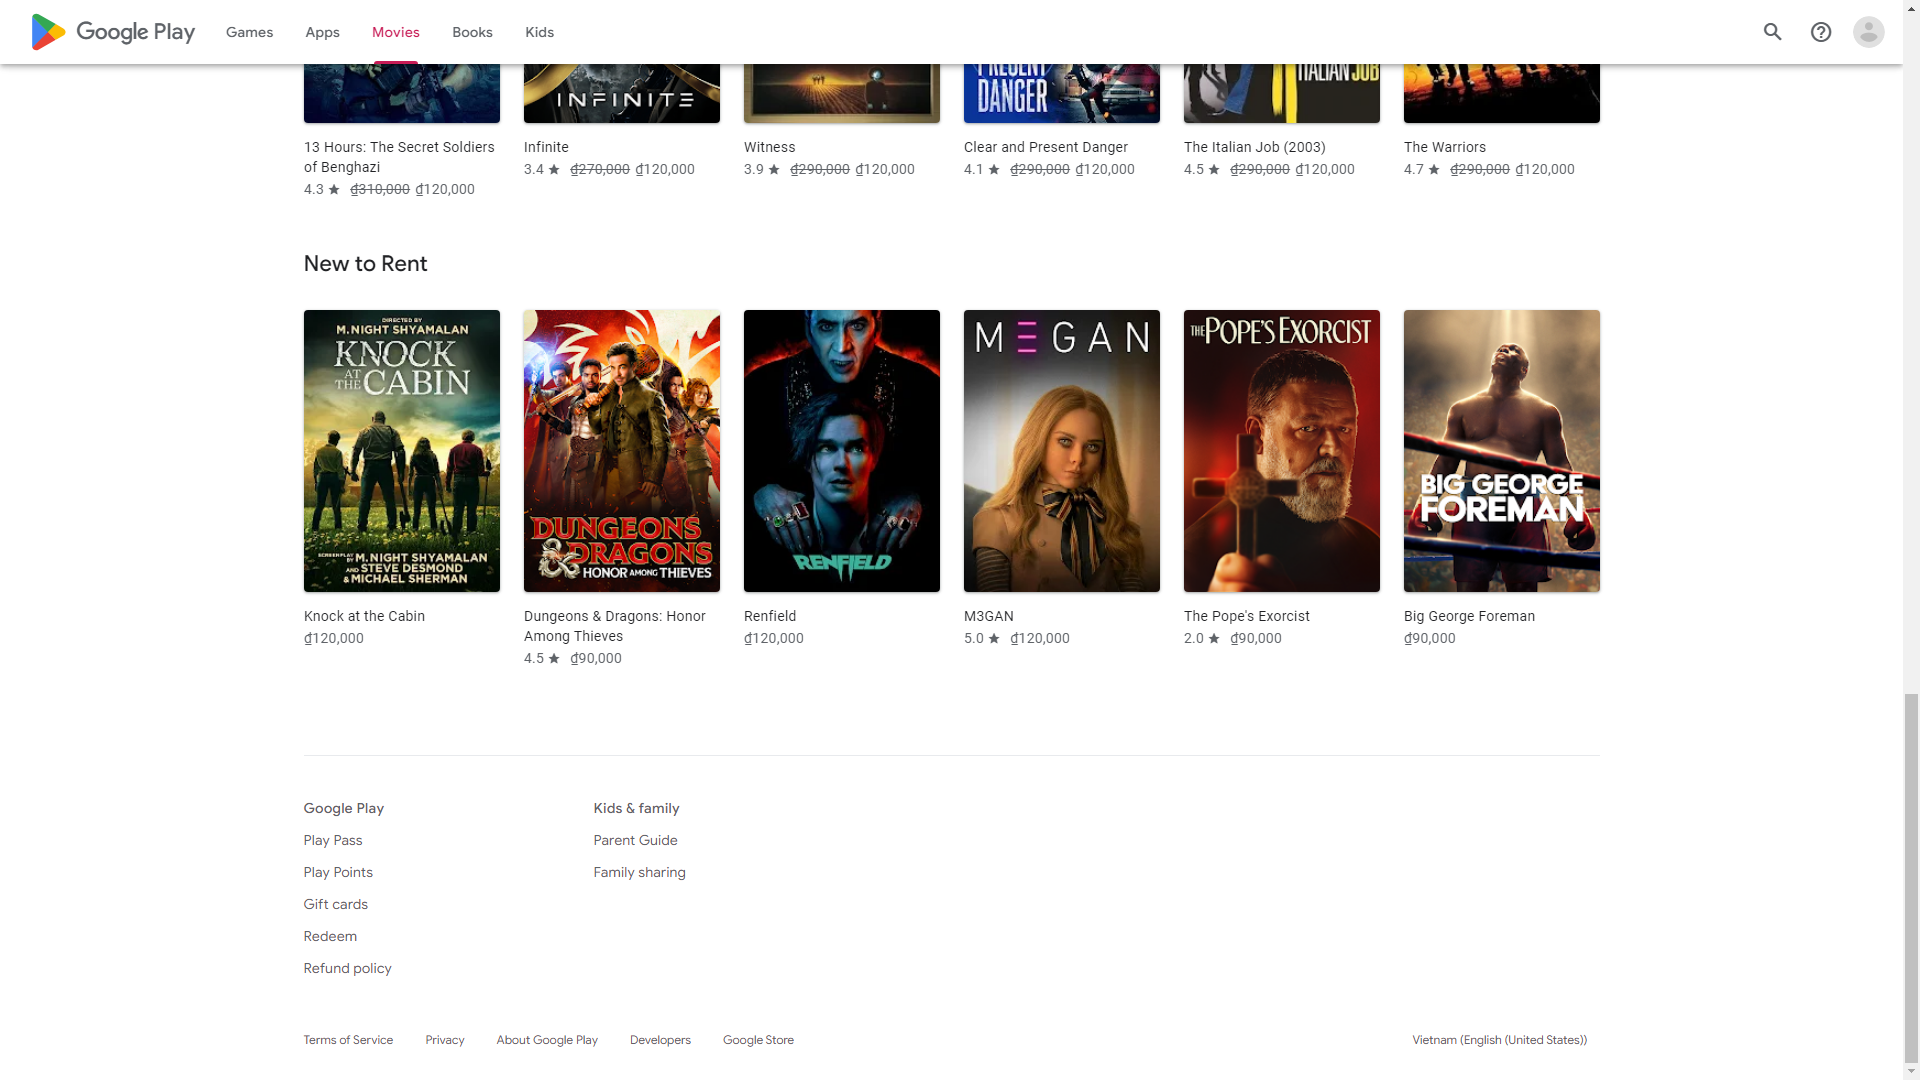 Google Play
Games
Apps
Movies
Books
Kids
INFINITE
PRESENT
DANGER
ITALIAN JOB
13 Hours: The Secret Soldiers
of Benghazi
4.3 ★ ₫310,000 ₫120,000
Infinite
3.4 ★ ₫270,000 ₫120,000
Witness
3.9 ★ ₫290,000 ₫120,000
Clear and Present Danger
4.1 ★ ₫290,000 ₫120,000
The Italian Job (2003)
4.5 ★ ₫290,000 ₫120,000
The Warriors
4.7 ★ ₫290,000 ₫120,000
New to Rent
DIRECTED BY
M. NIGHT SHYAMALAN
KNOCK
AT
THE CABIN
SCREENPLAY BY M. NIGHT SHYAMALAN
AND STEVE DESMOND
& MICHAEL SHERMAN
DUNGEONS
& DRAGONS
HONOR AMONG THIEVES
RENFIELD
M3GAN
THE POPE'S EXORCIST
BIG GEORGE
FOREMAN
Knock at the Cabin
₫120,000
Dungeons & Dragons: Honor
Among Thieves
4.5 ★ ₫90,000
Renfield
₫120,000
M3GAN
5.0 ★ ₫120,000
The Pope's Exorcist
2.0 ★ ₫90,000
Big George Foreman
₫90,000
Google Play
Play Pass
Play Points
Gift cards
Redeem
Refund policy
Kids & family
Parent Guide
Family sharing
Terms of Service
Privacy
About Google Play
Developers
Google Store
Vietnam (English (United States))